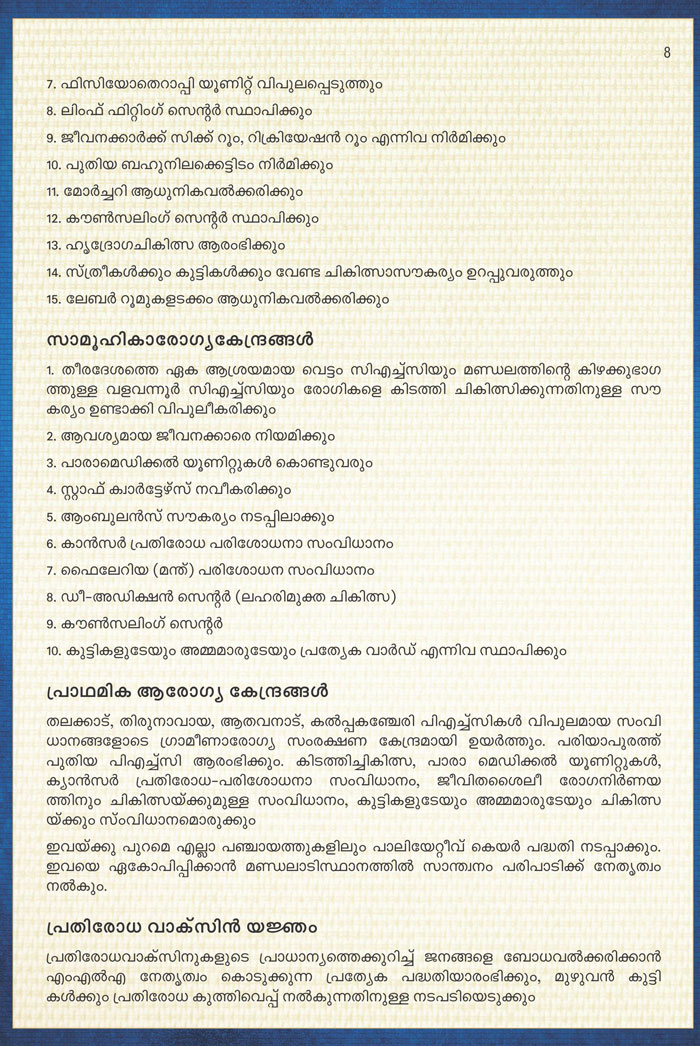 8
7. ഫിസിയോതെറാപ്പി യൂണിറ്റ് വിപുലപ്പെടുത്തും
8. ലിംഫ് ഫിറ്റിംഗ് സെന്റർ സ്ഥാപിക്കും
9. ജീവനക്കാർക്ക് സിക്ക് റൂം, റിക്രിയേഷൻ റൂം എന്നിവ നിർമിക്കും
10. പുതിയ ബഹുനിലക്കെട്ടിടം നിർമിക്കും
11. മോർച്ചറി ആധുനികവൽക്കരിക്കും
12. കൗൺസലിംഗ് സെന്റർ സ്ഥാപിക്കും
13. ഹൃദ്രോഗചികിത്സ ആരംഭിക്കും
14. സ്ത്രീകൾക്കും കുട്ടികൾക്കും വേണ്ട ചികിത്സാസൗകര്യം ഉറപ്പുവരുത്തും
15. ലേബർ റൂമുകളടക്കം ആധുനികവൽക്കരിക്കും
സാമൂഹികാരോഗ്യകേന്ദ്രങ്ങൾ
1. തീരദേശത്തെ ഏക ആശ്രയമായ വെട്ടം സിഎച്ച്സിയും മണ്ഡലത്തിന്റെ കിഴക്കുഭാഗ
ത്തുള്ള വളവന്നൂർ സിഎച്ച്സിയും രോഗികളെ കിടത്തി ചികിത്സിക്കുന്നതിനുള്ള സൗ
കര്യം ഉണ്ടാക്കി വിപുലീകരിക്കും
2. ആവശ്യമായ ജീവനക്കാരെ നിയമിക്കും
3. പാരാമെഡിക്കൽ യൂണിറ്റുകൾ കൊണ്ടുവരും
4. സ്റ്റാഫ് ക്വാർട്ടേഴ്സ് നവീകരിക്കും
5. ആംബുലൻസ് സൗകര്യം നടപ്പിലാക്കും
6. കാൻസർ പ്രതിരോധ പരിശോധനാ സംവിധാനം
7. ഫൈലേറിയ (മന്ത്) പരിശോധന സംവിധാനം
8. ഡീ-അഡിക്ഷൻ സെന്റർ (ലഹരിമുക്ത ചികിത്സ)
9. കൗൺസലിംഗ് സെന്റർ
10. കുട്ടികളുടേയും അമ്മമാരുടേയും പ്രത്യേക വാർഡ് എന്നിവ സ്ഥാപിക്കും
പ്രാഥമിക ആരോഗ്യ കേന്ദ്രങ്ങൾ
തലക്കാട്, തിരുനാവായ, ആതവനാട്, കൽപ്പകഞ്ചേരി പിഎച്ച്സികൾ വിപുലമായ സംവി
ധാനങ്ങളോടെ ഗ്രാമീണാരോഗ്യ സംരക്ഷണ കേന്ദ്രമായി ഉയർത്തും. പരിയാപുരത്ത്
പുതിയ പിഎച്ച്സി ആരംഭിക്കും. കിടത്തിച്ചികിത്സ, പാരാ മെഡിക്കൽ യൂണിറ്റുകൾ,
ക്യാൻസർ പ്രതിരോധ-പരിശോധനാ സംവിധാനം, ജീവിതശൈലീ രോഗനിർണയ
ത്തിനും ചികിത്സയ്ക്കുമുള്ള സംവിധാനം, കുട്ടികളുടേയും അമ്മമാരുടേയും ചികിത്സ
യ്ക്കും സംവിധാനമൊരുക്കും
ഇവയ്ക്കു പുറമെ എല്ലാ പഞ്ചായത്തുകളിലും പാലിയേറ്റീവ് കെയർ പദ്ധതി നടപ്പാക്കും.
ഇവയെ ഏകോപിപ്പിക്കാൻ മണ്ഡലാടിസ്ഥാനത്തിൽ സാന്ത്വനം പരിപാടിക്ക് നേതൃത്വം
നൽകും.
പ്രതിരോധ വാക്സിൻ യജ്ഞം
പ്രതിരോധവാക്സിനുകളുടെ പ്രാധാന്യത്തെക്കുറിച്ച് ജനങ്ങളെ ബോധവൽക്കരിക്കാൻ
എംഎൽഎ നേതൃത്വം കൊടുക്കുന്ന പ്രത്യേക പദ്ധതിയാരംഭിക്കും, മുഴുവൻ കുട്ടി
കൾക്കും പ്രതിരോധ കുത്തിവെപ്പ് നൽകുന്നതിനുള്ള നടപടിയെടുക്കും